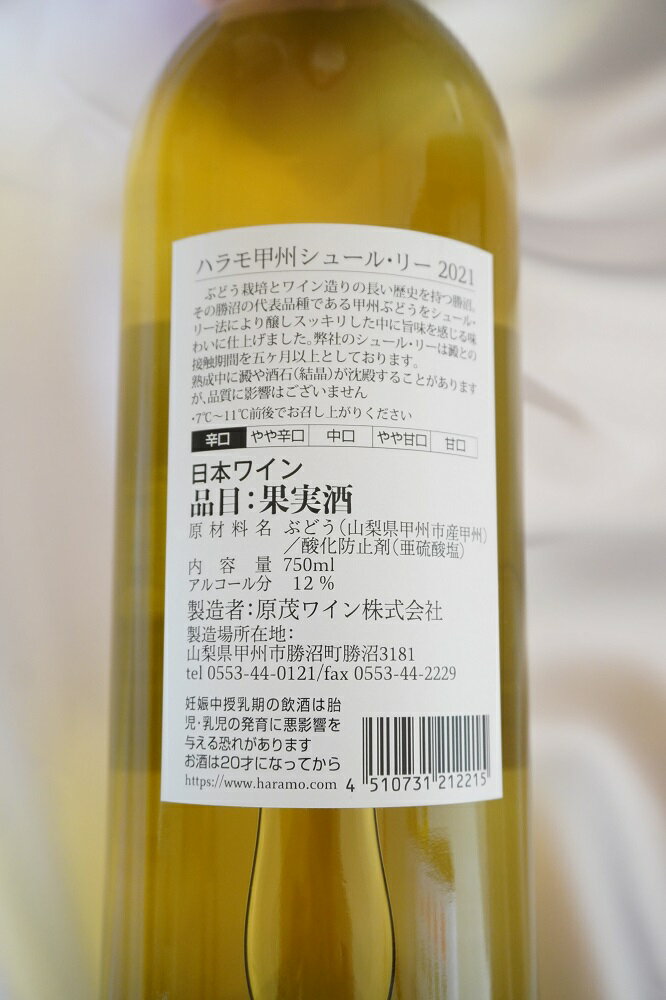 ハラモ甲州シュール・リー 2021
ぶどう栽培とワイン造りの長い歴史を持つ勝沼。
その勝沼の代表品種である甲州ぶどうをシュール・
リー法により醸しスッキリした中に旨味を感じる味
わいに仕上げました。弊社のシュール・リーは澱との
接触期間を五ヶ月以上としております。
熟成中に澱や酒石(結晶)が沈殿することがあります
が、品質に影響はございません
・7℃〜11℃前後でお召し上がりください
辛口 やや辛口 中口 やや甘口 甘口
日本ワイン
品目:果実酒
原材料名 ぶどう(山梨県甲州市産甲州)
/酸化防止剤(亜硫酸塩)
内容量 750ml
アルコール分 12%
製造者:原茂ワイン株式会社
製造場所在地:
山梨県甲州市勝沼町勝沼3181
tel 0553-44-0121/fax 0553-44-2229
妊娠中授乳期の飲酒は胎
児・乳児の発育に悪影響を
与える恐れがあります
お酒は20才になってから
https://www.haramo.com
4 510731 212215